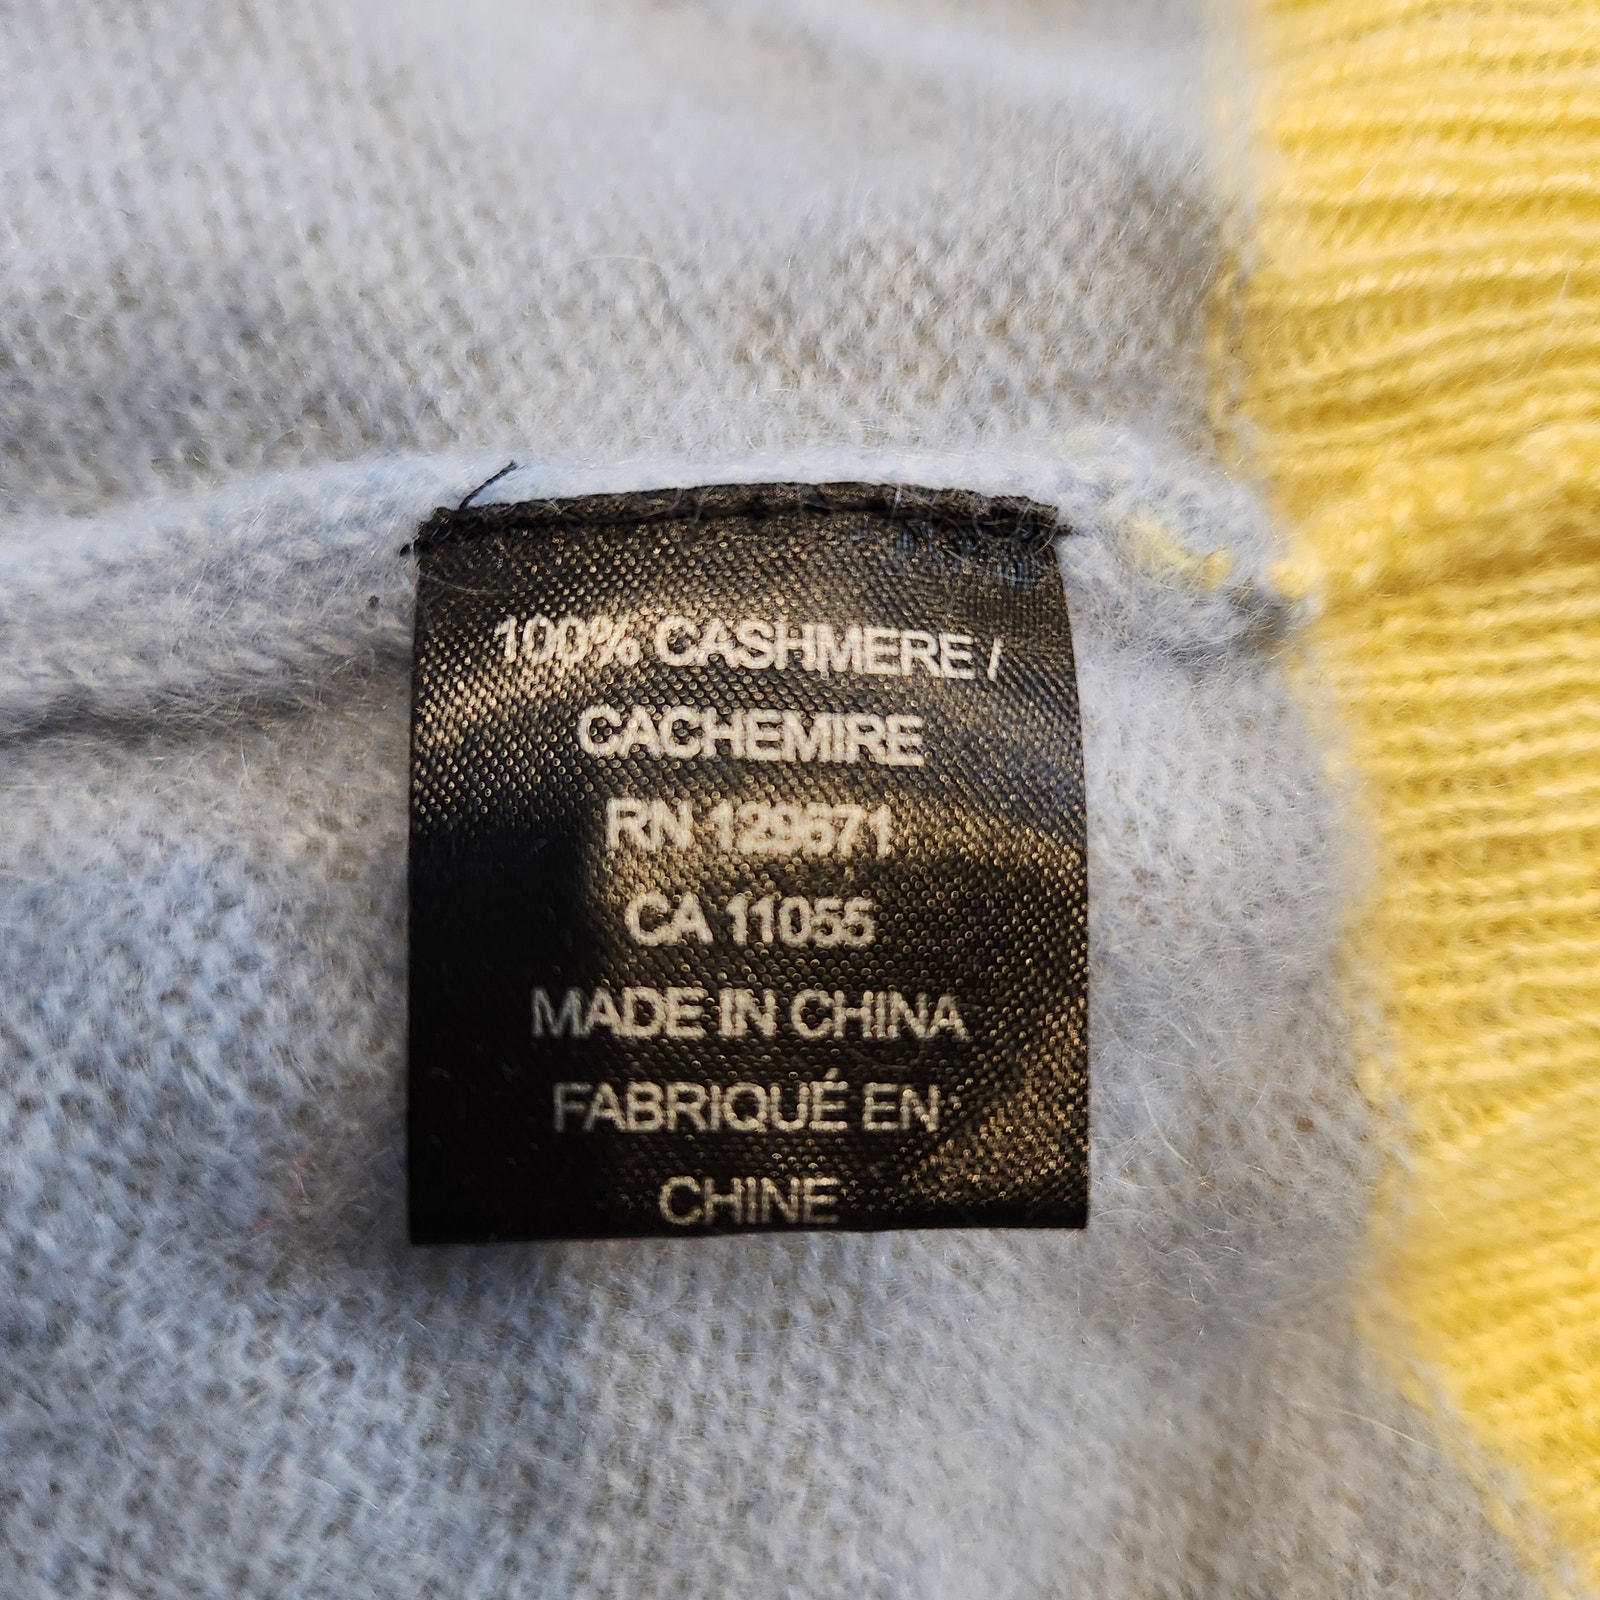 100% CASHMERE /
CACHEMIRE
RN 129671
CA 11055
MADE IN CHINA
FABRIQUÉ EN
CHINE